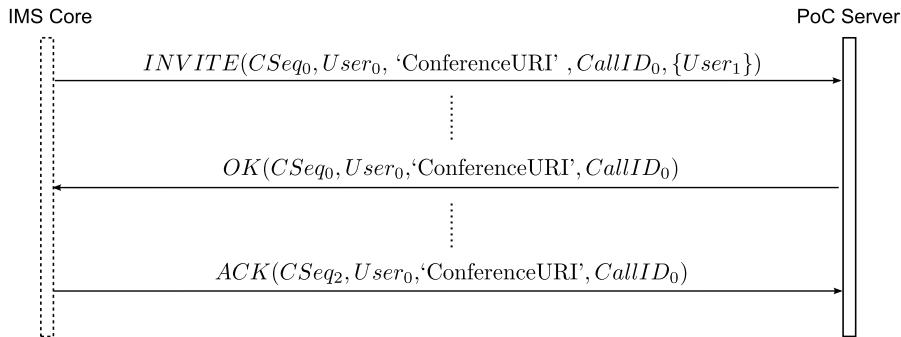 IMS Core
PoC Server
INVITE(CSeq₀, User₀, ‘ConferenceURI’ , CallID₀, {User₁})
OK(CSeq₀, User₀,‘ConferenceURI’, CallID₀)
ACK(CSeq₂, User₀,‘ConferenceURI’, CallID₀)